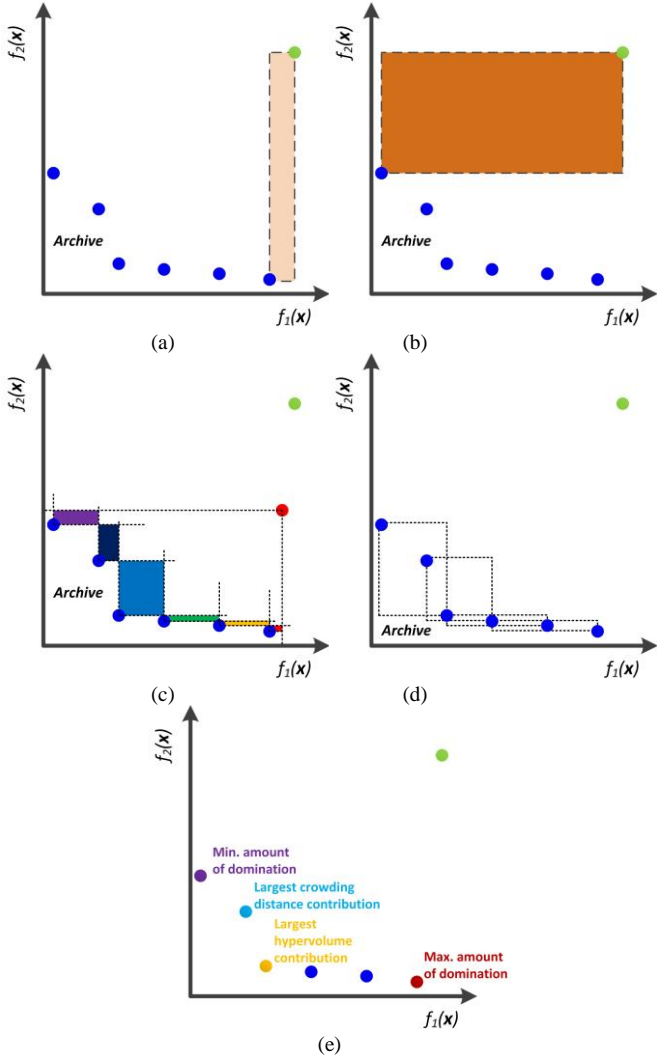 f2(x)
Archive
f1(x)
(a)
f2(x)
Archive
f1(x)
(b)
f2(x)
Archive
f1(x)
(c)
f2(x)
Archive
f1(x)
(d)
f2(x)
Min. amount
of domination
Largest crowding
distance contribution
Largest
hypervolume
contribution
Max. amount
of domination
f1(x)
(e)